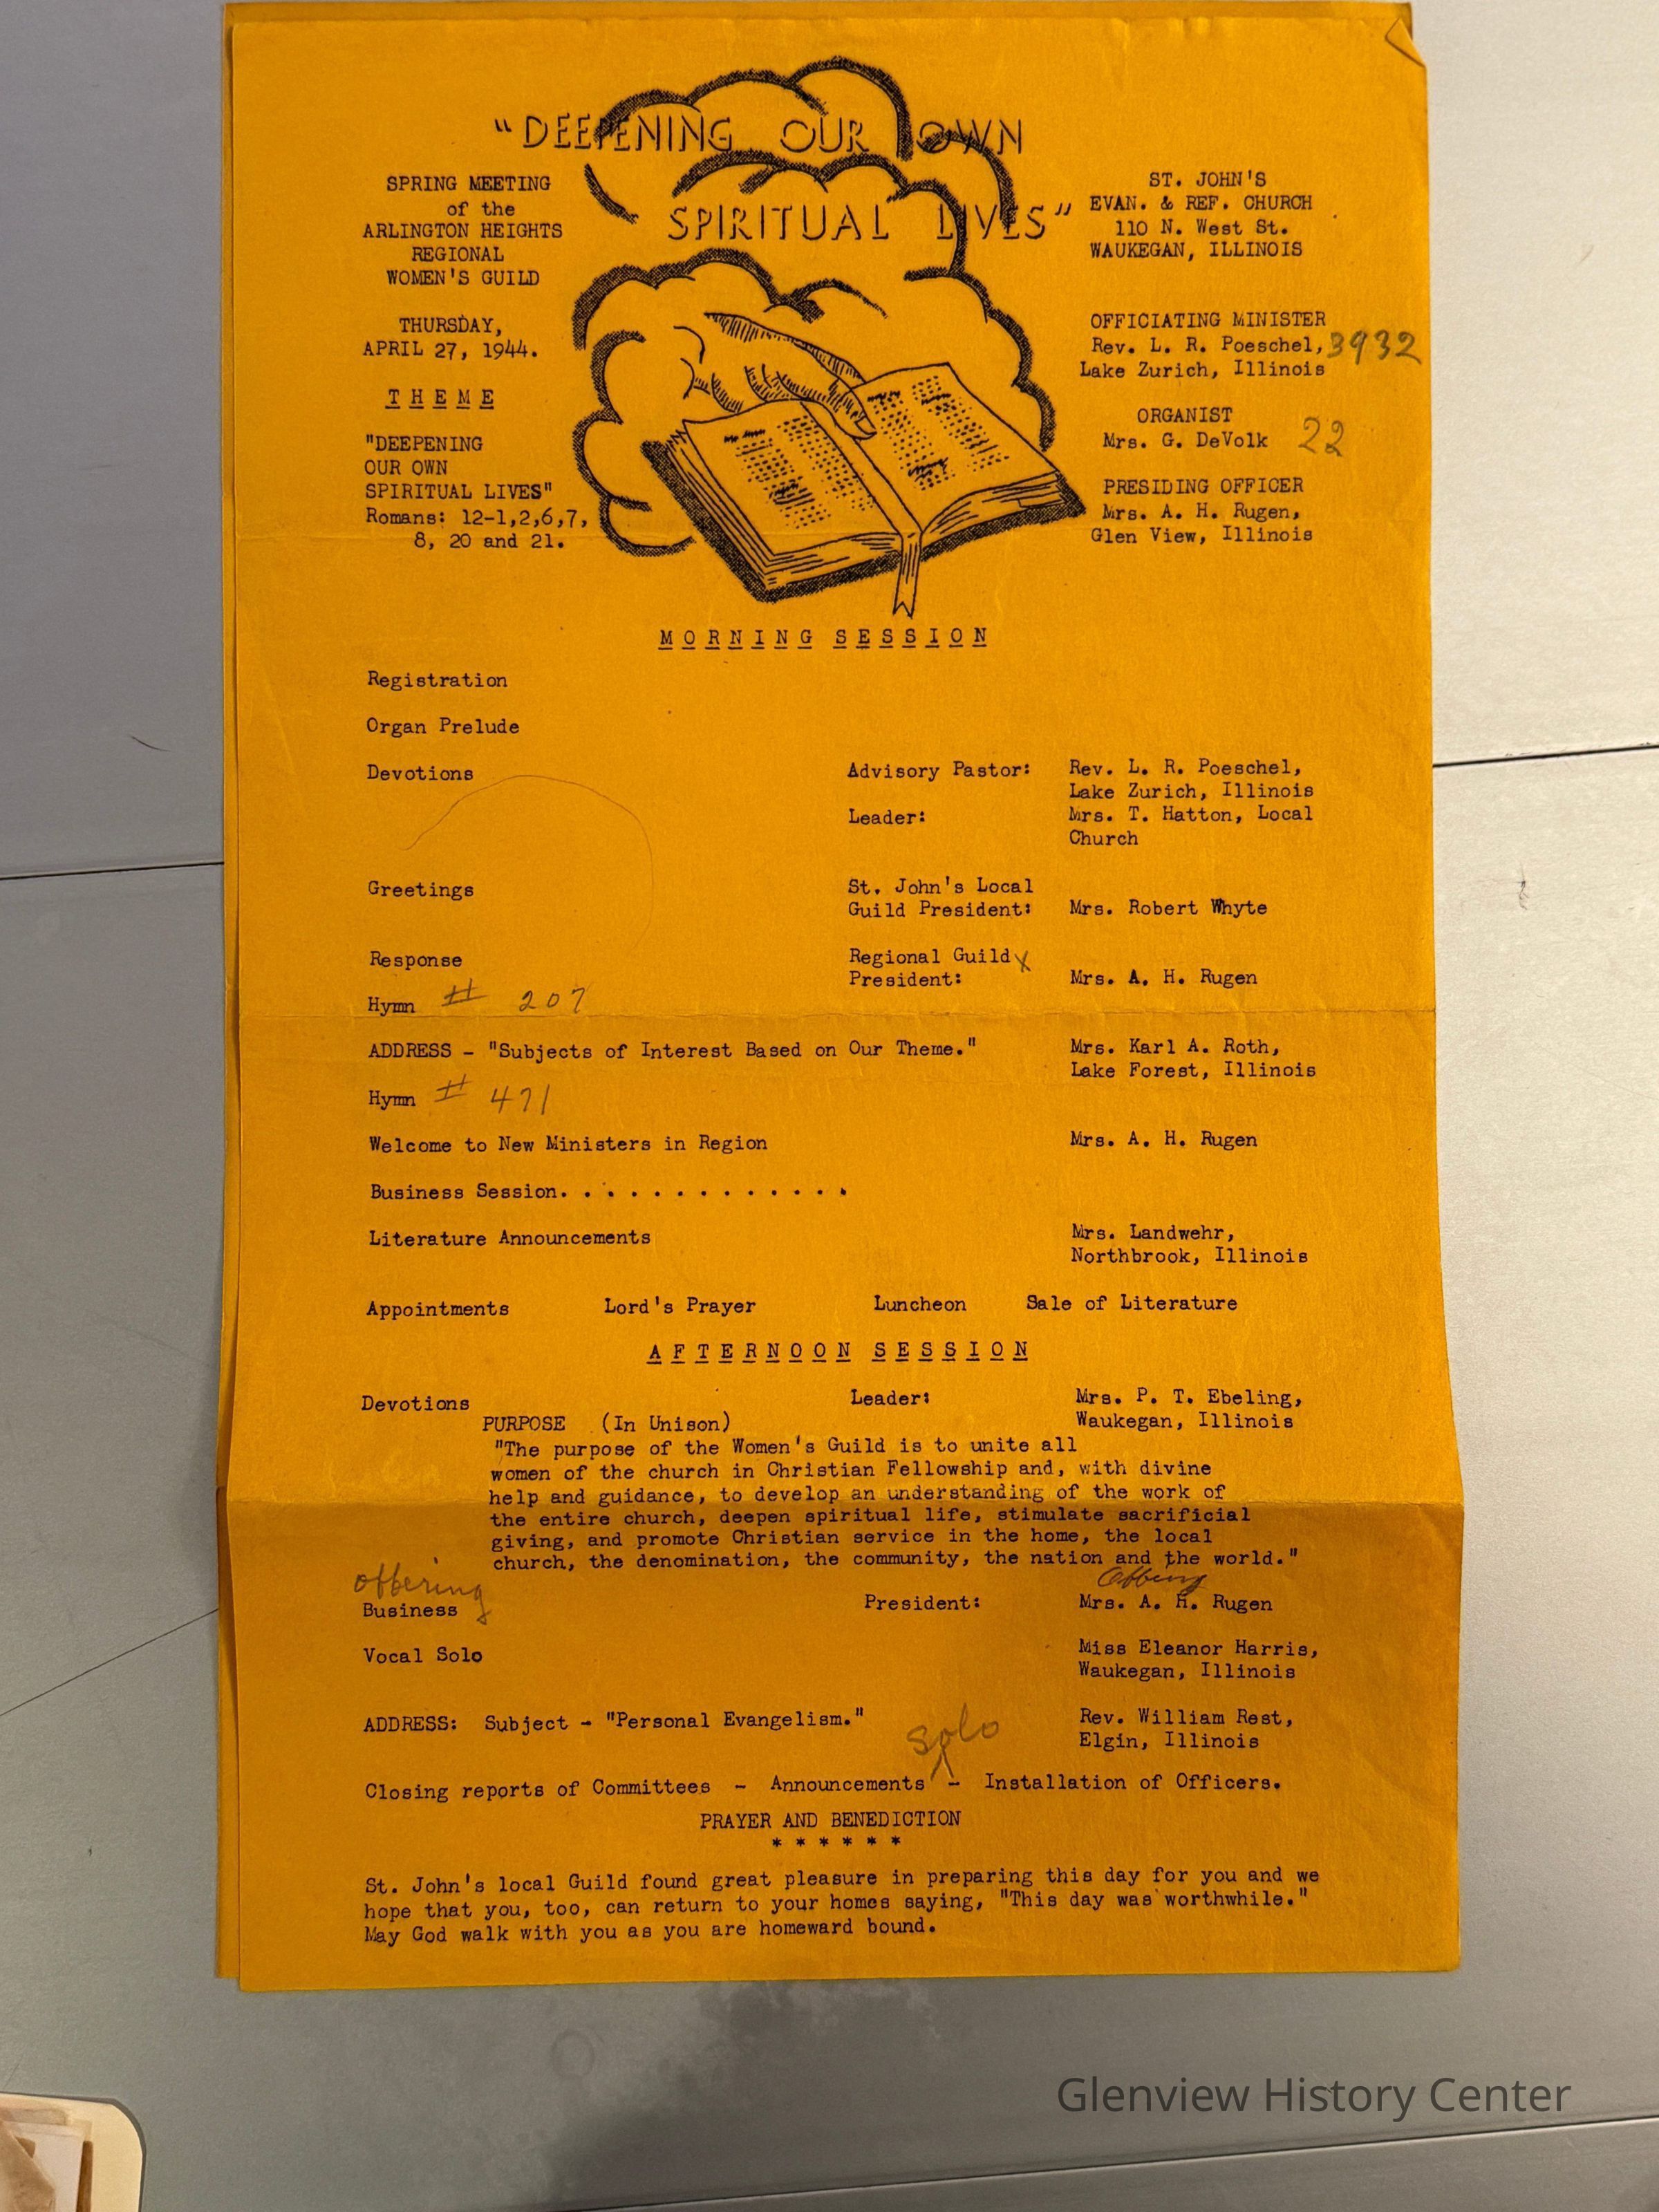 "DEEPENING OUR OWN
SPIRITUAL LIVES"
SPRING MEETING
of the
ARLINGTON HEIGHTS
REGIONAL
WOMEN'S GUILD
THURSDAY,
APRIL 27, 1944.
THEME
"DEEPENING
OUR OWN
SPIRITUAL LIVES"
Romans: 12-1,2,6,7,
8, 20 and 21.
ST. JOHN'S
EVAN. & REF. CHURCH
110 N. West St.
WAUKEGAN, ILLINOIS
OFFICIATING MINISTER
Rev. L. R. Poeschel, 3932
Lake Zurich, Illinois
ORGANIST
Mrs. G. DeVolk 22
PRESIDING OFFICER
Mrs. A. H. Rugen,
Glen View, Illinois
MORNING SESSION
Registration
Organ Prelude
Devotions Advisory Pastor: Rev. L. R. Poeschel,
Lake Zurich, Illinois
Leader: Mrs. T. Hatton, Local
Church
Greetings St. John's Local
Guild President: Mrs. Robert Whyte
Response Regional Guild x
President: Mrs. A. H. Rugen
Hymn # 207
ADDRESS - "Subjects of Interest Based on Our Theme." Mrs. Karl A. Roth,
Lake Forest, Illinois
Hymn # 471
Welcome to New Ministers in Region Mrs. A. H. Rugen
Business Session. . . . . . . . . . . . .
Literature Announcements Mrs. Landwehr,
Northbrook, Illinois
Appointments Lord's Prayer Luncheon Sale of Literature
AFTERNOON SESSION
Devotions Leader: Mrs. P. T. Ebeling,
PURPOSE (In Unison) Waukegan, Illinois
"The purpose of the Women's Guild is to unite all
women of the church in Christian Fellowship and, with divine
help and guidance, to develop an understanding of the work of
the entire church, deepen spiritual life, stimulate sacrificial
giving, and promote Christian service in the home, the local
church, the denomination, the community, the nation and the world."
offering
Business President: Mrs. A. H. Rugen
Vocal Solo Miss Eleanor Harris,
Waukegan, Illinois
ADDRESS: Subject - "Personal Evangelism." Rev. William Rest,
Elgin, Illinois
solo
Closing reports of Committees - Announcements - Installation of Officers.
PRAYER AND BENEDICTION
* * * * * *
St. John's local Guild found great pleasure in preparing this day for you and we
hope that you, too, can return to your homes saying, "This day was worthwhile."
May God walk with you as you are homeward bound.
Glenview History Center